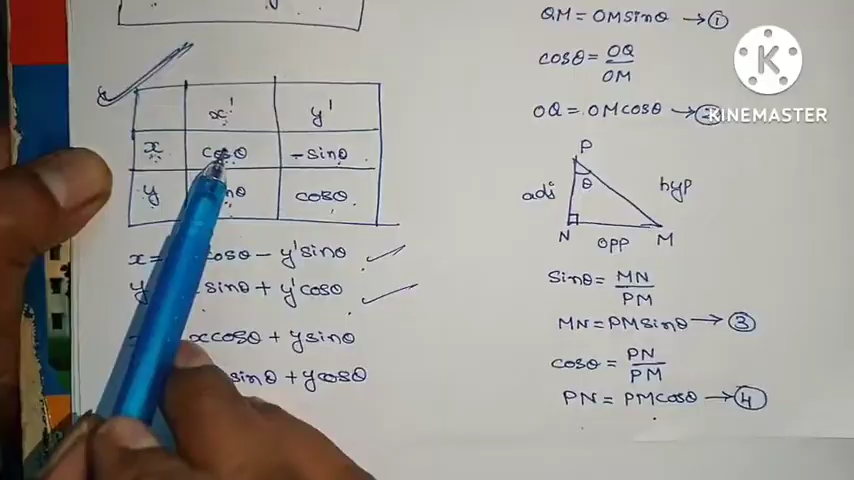 x' y'
x cosθ -sinθ
y cosθ
x = cosθ - y'sinθ
y sinθ + y'cosθ
xcosθ + ysinθ
sinθ + ycosθ
QM = OMsinθ → ①
cosθ = OQ/OM
OQ = OMcosθ →
KINEMASTER
P
θ
adj
hyp
N
opp
M
sinθ = MN/PM
MN = PMsinθ → ③
cosθ = PN/PM
PN = PMcosθ → ④